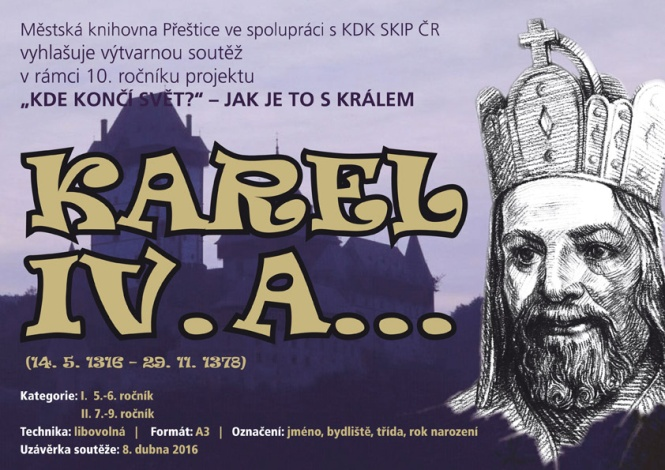 Městská knihovna Přeštice ve spolupráci s KDK SKIP ČR
vyhlašuje výtvarnou soutěž
v rámci 10. ročníku projektu
„KDE KONČÍ SVĚT?“ – JAK JE TO S KRÁLEM
KAREL
IV. A...
(14. 5. 1316 – 29. 11. 1378)
Kategorie: I. 5.-6. ročník
II. 7.-9. ročník
Technika: libovolná | Formát: A3 | Označení: jméno, bydliště, třída, rok narození
Uzávěrka soutěže: 8. dubna 2016